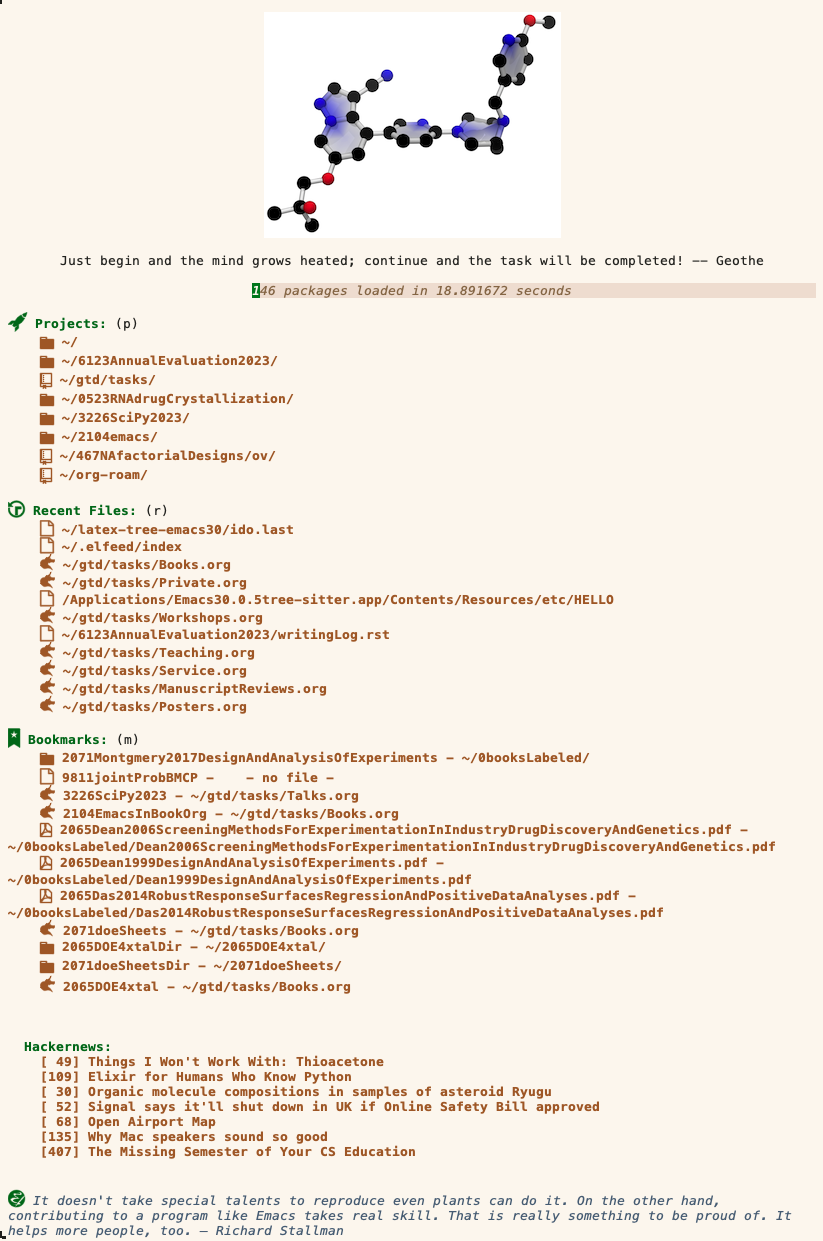 Just begin and the mind grows heated; continue and the task will be completed! -- Geothe
146 packages loaded in 18.891672 seconds
Projects: (p)
~/
~/6123AnnualEvaluation2023/
~/gtd/tasks/
~/0523RNAdrugCrystallization/
~/3226SciPy2023/
~/2104emacs/
~/467NAfactorialDesigns/ov/
~/org-roam/
Recent Files: (r)
~/latex-tree-emacs30/ido.last
~/.elfeed/index
~/gtd/tasks/Books.org
~/gtd/tasks/Private.org
/Applications/Emacs30.0.5tree-sitter.app/Contents/Resources/etc/HELLO
~/gtd/tasks/Workshops.org
~/6123AnnualEvaluation2023/writingLog.rst
~/gtd/tasks/Teaching.org
~/gtd/tasks/Service.org
~/gtd/tasks/ManuscriptReviews.org
~/gtd/tasks/Posters.org
Bookmarks: (m)
2071Montgmery2017DesignAndAnalysisOfExperiments - ~/0booksLabeled/
9811jointProbBMCP -    - no file -
3226SciPy2023 - ~/gtd/tasks/Talks.org
2104EmacsInBookOrg - ~/gtd/tasks/Books.org
2065Dean2006ScreeningMethodsForExperimentationInIndustryDrugDiscoveryAndGenetics.pdf -
~/0booksLabeled/Dean2006ScreeningMethodsForExperimentationInIndustryDrugDiscoveryAndGenetics.pdf
2065Dean1999DesignAndAnalysisOfExperiments.pdf -
~/0booksLabeled/Dean1999DesignAndAnalysisOfExperiments.pdf
2065Das2014RobustResponseSurfacesRegressionAndPositiveDataAnalyses.pdf -
~/0booksLabeled/Das2014RobustResponseSurfacesRegressionAndPositiveDataAnalyses.pdf
2071doeSheets - ~/gtd/tasks/Books.org
2065DOE4xtalDir - ~/2065DOE4xtal/
2071doeSheetsDir - ~/2071doeSheets/
2065DOE4xtal - ~/gtd/tasks/Books.org
Hackernews:
[ 49] Things I Won't Work With: Thioacetone
[109] Elixir for Humans Who Know Python
[ 30] Organic molecule compositions in samples of asteroid Ryugu
[ 52] Signal says it'll shut down in UK if Online Safety Bill approved
[ 68] Open Airport Map
[135] Why Mac speakers sound so good
[407] The Missing Semester of Your CS Education
It doesn't take special talents to reproduce even plants can do it. On the other hand,
contributing to a program like Emacs takes real skill. That is really something to be proud of. It
helps more people, too. — Richard Stallman